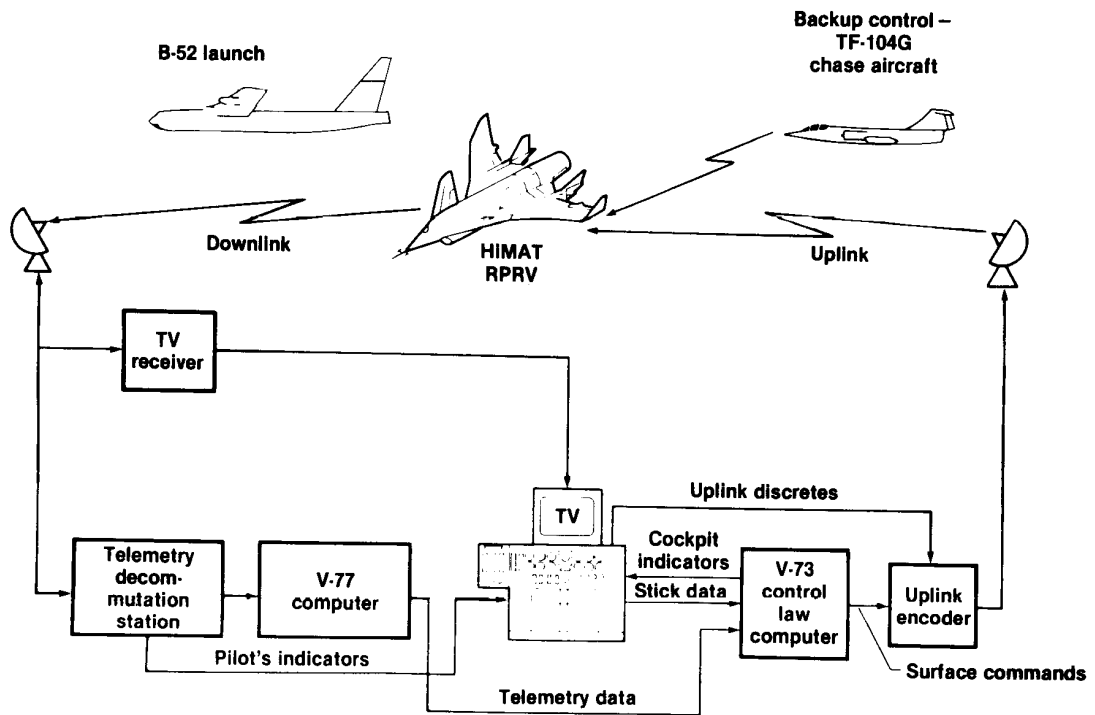 B-52 launch
Backup control –
TF-104G
chase aircraft
Downlink
HiMAT
RPRV
Uplink
TV
receiver
TV
Uplink discretes
Telemetry
decom-
mutation
station
V-77
computer
Cockpit
indicators
Stick data
V-73
control
law
computer
Uplink
encoder
Pilot's indicators
Surface commands
Telemetry data